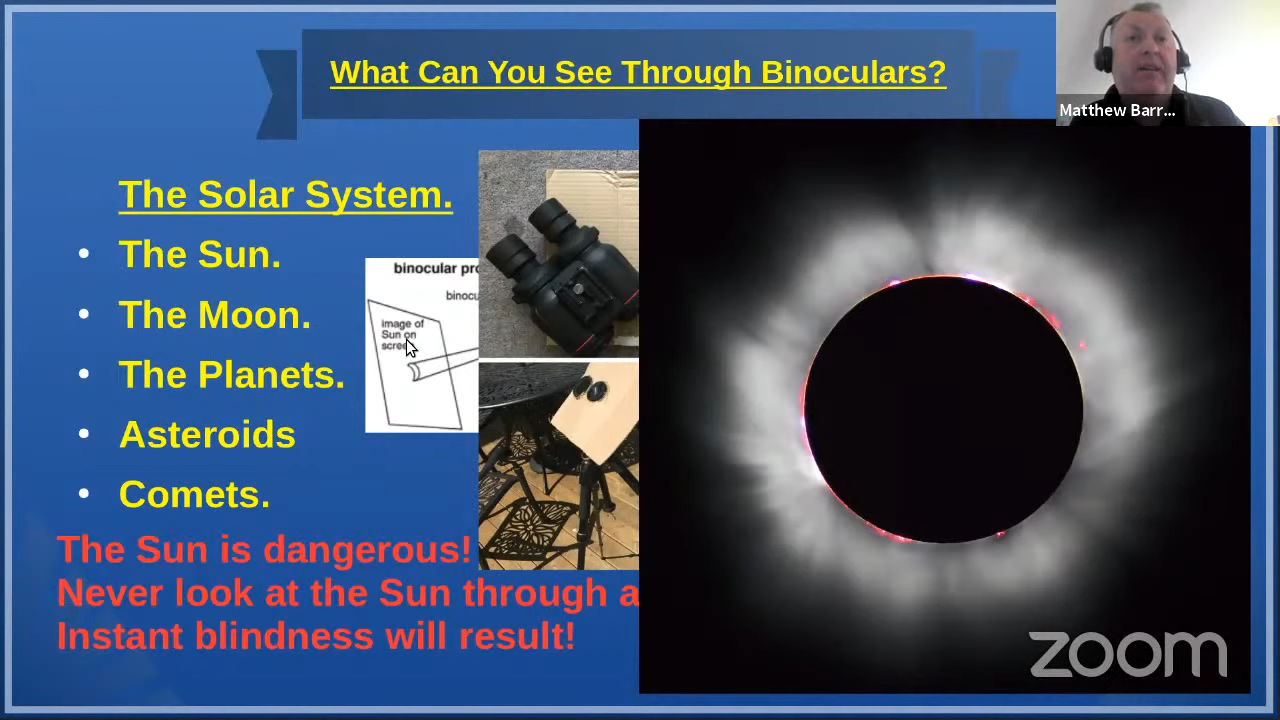 What Can You See Through Binoculars?
Matthew Barr...
The Solar System.
• The Sun.
• The Moon.
• The Planets.
• Asteroids
• Comets.
binocular pro
binocu
image of
Sun on
scree
The Sun is dangerous!
Never look at the Sun through a
Instant blindness will result!
zoom